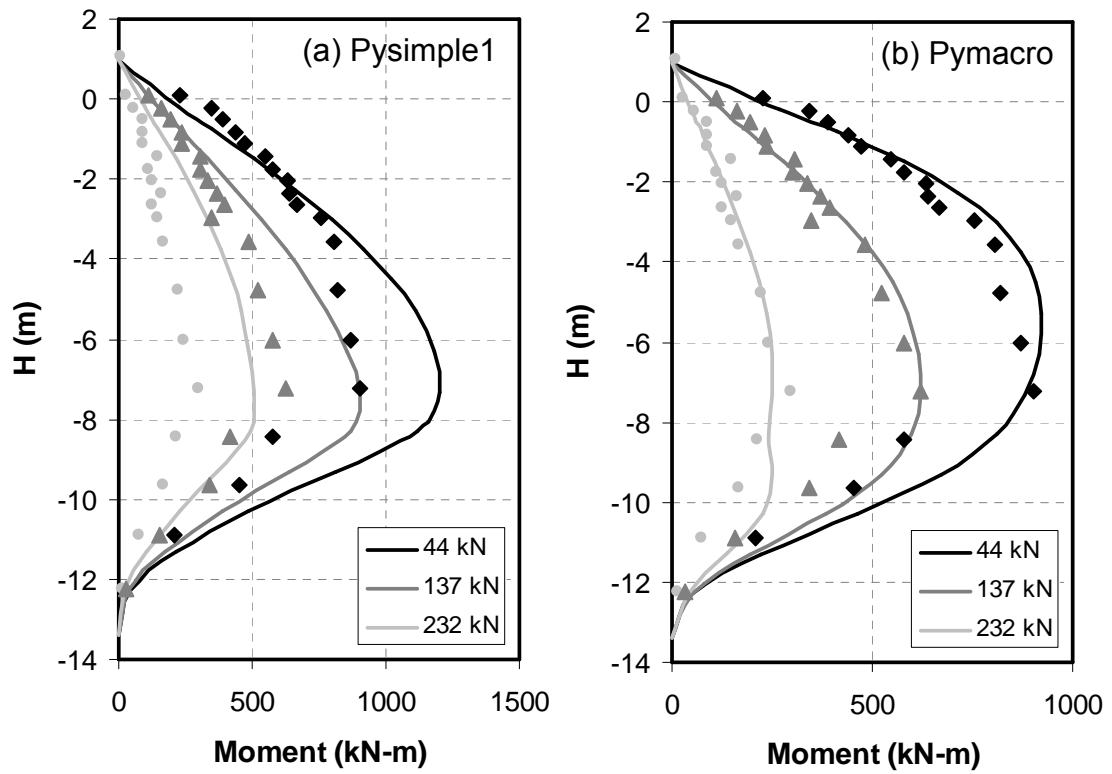 (a) Pysimple1
2
0
-2
-4
-6
-8
-10
-12
-14
H (m)
0
500
1000
1500
Moment (kN-m)
44 kN
137 kN
232 kN
(b) Pymacro
2
0
-2
-4
-6
-8
-10
-12
-14
H (m)
0
500
1000
Moment (kN-m)
44 kN
137 kN
232 kN